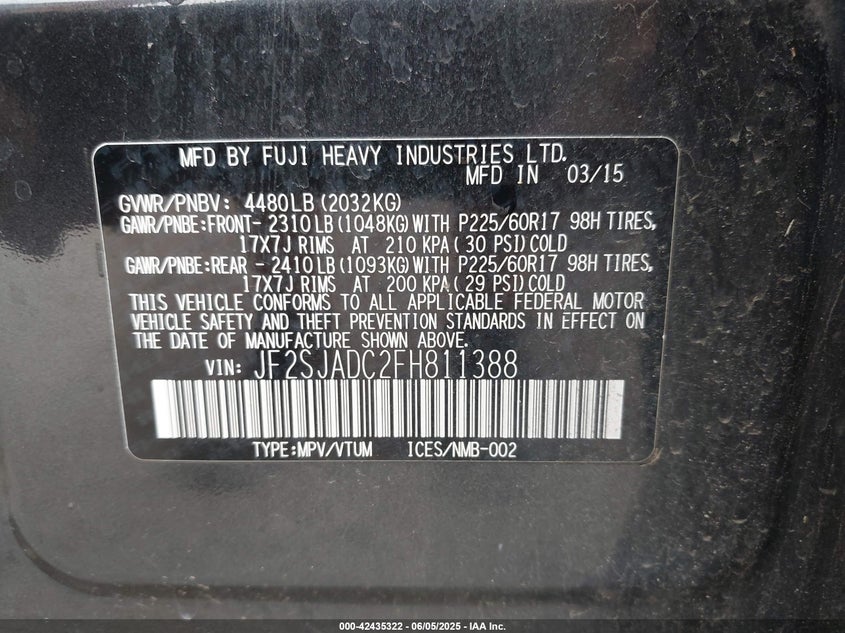 MFD BY FUJI HEAVY INDUSTRIES LTD.
MFD IN 03/15
GVWR/PNBV: 4480LB(2032KG)
GAWR/PNBE:FRONT- 2310LB(1048KG)WITH P225/60R17 98H TIRES,
17X7J RIMS AT 210 KPA( 30 PSI)COLD
GAWR/PNBE:REAR - 2410LB(1093KG)WITH P225/60R17 98H TIRES,
17X7J RIMS AT 200 KPA( 29 PSI)COLD
THIS VEHICLE CONFORMS TO ALL APPLICABLE FEDERAL MOTOR
VEHICLE SAFETY AND THEFT PREVENTION STANDARDS IN EFFECT ON
THE DATE OF MANUFACTURE SHOWN ABOVE.
VIN: JF2SJADC2FH811388
TYPE:MPV/VTUM ICES/NMB-002
000-42435322 - 06/05/2025 - IAA Inc.